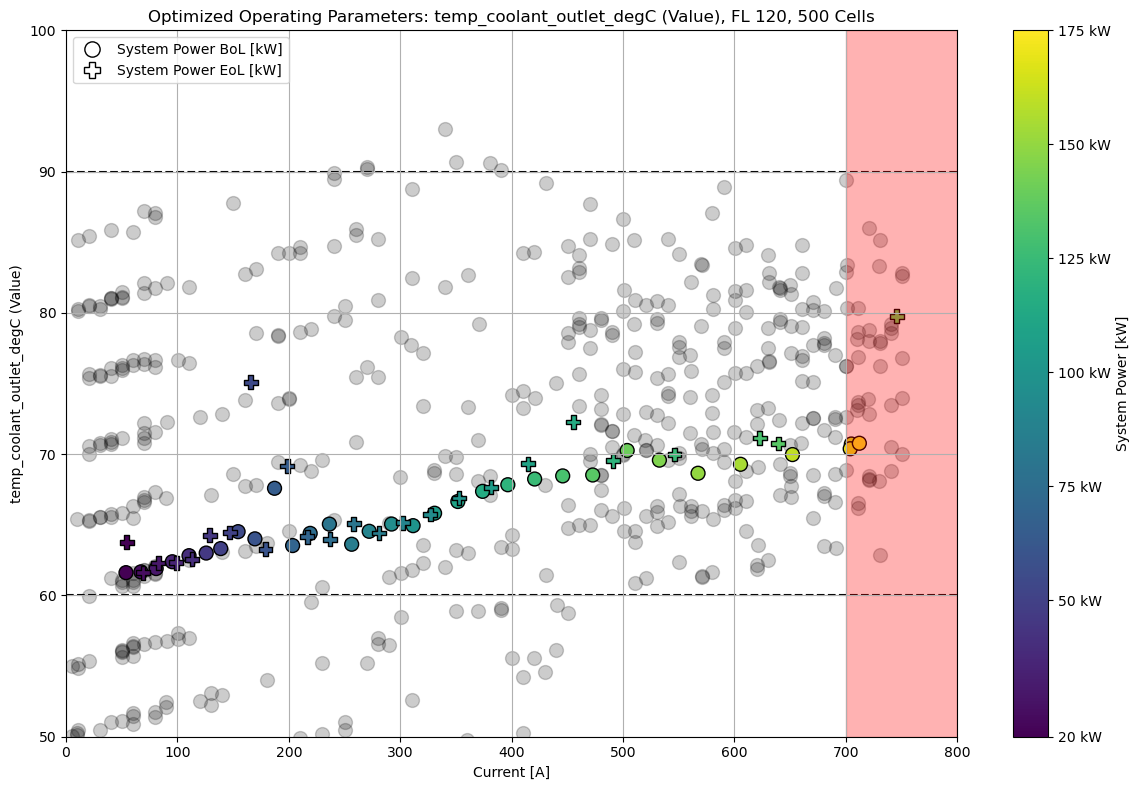 Optimized Operating Parameters: temp_coolant_outlet_degC (Value), FL 120, 500 Cells
System Power BoL [kW]
System Power EoL [kW]
temp_coolant_outlet_degC (Value)
100
90
80
70
60
50
0
100
200
300
400
500
600
700
800
Current [A]
175 kW
150 kW
125 kW
100 kW
75 kW
50 kW
20 kW
System Power [kW]